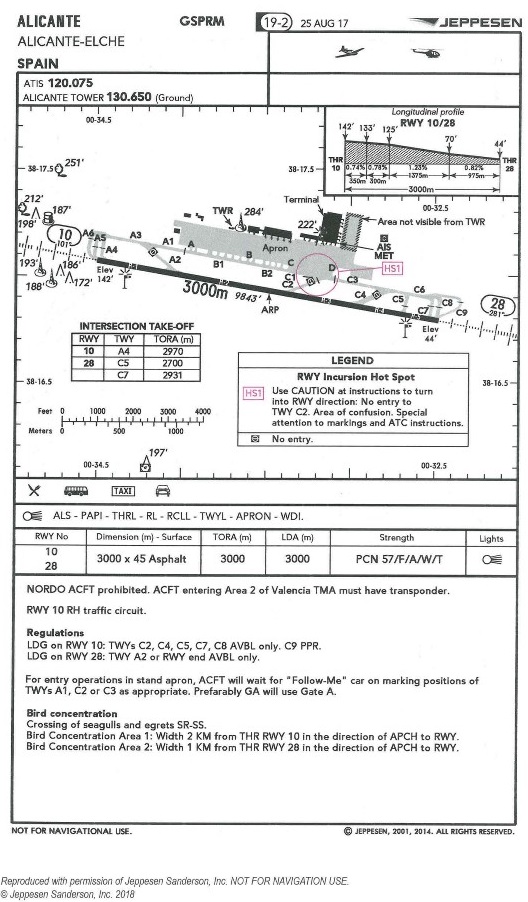 ALICANTE GSPRM 19-2 25 AUG 17 JEPPESEN
ALICANTE-ELCHE
SPAIN
ATIS 120.075
ALICANTE TOWER 130.650 (Ground)
00-34.5
Longitudinal profile
RWY 10/28
142' 133' 125' 70' 44'
THR 10
0.74% 0.78% 1.23% 0.82%
350m 300m 1375m 975m
3000m
THR 28
38-17.5
251'
38-17.5
00-32.5
Terminal
212'
198'
187'
TWR
284'
222'
Area not visible from TWR
10
101°
A6 A5 A3 A1 A
A4 A2 B1 B B2 Apron
C C1 C2 D C3
AIS
MET
HS1
193'
188'
186'
172'
Elev
142'
3000m 9843'
ARP
C4 C5 C6 C7 C8 C9
Elev
44'
28
281°
INTERSECTION TAKE-OFF
RWY TWY TORA (m)
10 A4 2970
28 C5 2700
C7 2931
38-16.5
38-16.5
LEGEND
RWY Incursion Hot Spot
HS1 Use CAUTION at instructions to turn
into RWY direction: No entry to
TWY C2. Area of confusion. Special
attention to markings and ATC instructions.
No entry.
Feet 0 1000 2000 3000 4000
Meters 0 500 1000
197'
00-34.5
00-32.5
TAXI
ALS - PAPI - THRL - RL - RCLL - TWYL - APRON - WDI.
RWY No Dimension (m) - Surface TORA (m) LDA (m) Strength Lights
10
28
3000 x 45 Asphalt 3000 3000 PCN 57/F/A/W/T
NORDO ACFT prohibited. ACFT entering Area 2 of Valencia TMA must have transponder.
RWY 10 RH traffic circuit.
Regulations
LDG on RWY 10: TWYs C2, C4, C5, C7, C8 AVBL only. C9 PPR.
LDG on RWY 28: TWY A2 or RWY end AVBL only.
For entry operations in stand apron, ACFT will wait for "Follow-Me" car on marking positions of
TWYs A1, C2 or C3 as appropriate. Prefarably GA will use Gate A.
Bird concentration
Crossing of seagulls and egrets SR-SS.
Bird Concentration Area 1: Width 2 KM from THR RWY 10 in the direction of APCH to RWY.
Bird Concentration Area 2: Width 1 KM from THR RWY 28 in the direction of APCH to RWY.
NOT FOR NAVIGATIONAL USE.
© JEPPESEN, 2001, 2014. ALL RIGHTS RESERVED.
Reproduced with permission of Jeppesen Sanderson, Inc. NOT FOR NAVIGATION USE.
© Jeppesen Sanderson, Inc. 2018